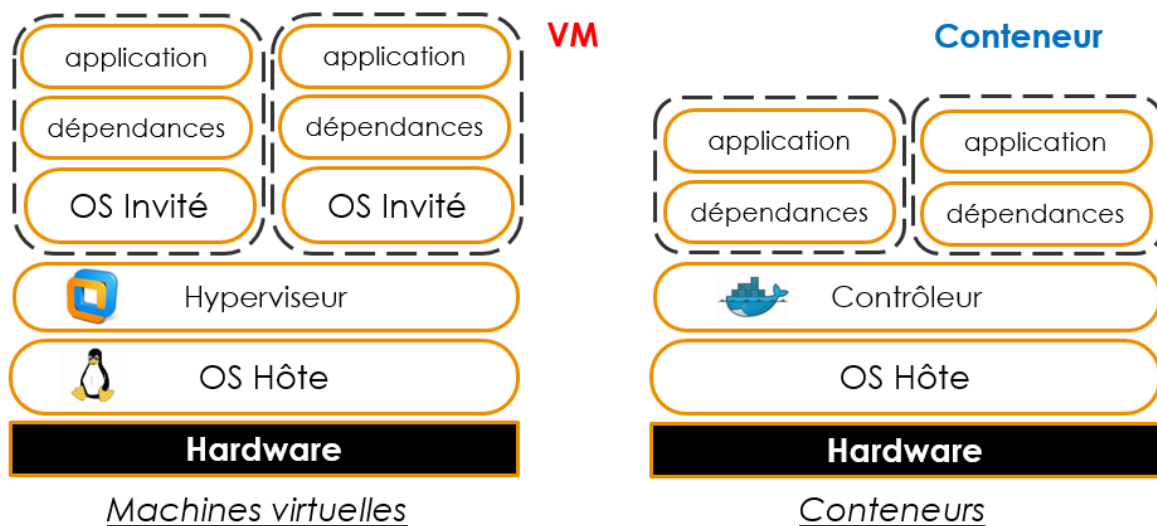 VM
application
application
dépendances
dépendances
OS Invité
OS Invité
Hyperviseur
OS Hôte
Hardware
Machines virtuelles
Conteneur
application
application
dépendances
dépendances
Contrôleur
OS Hôte
Hardware
Conteneurs